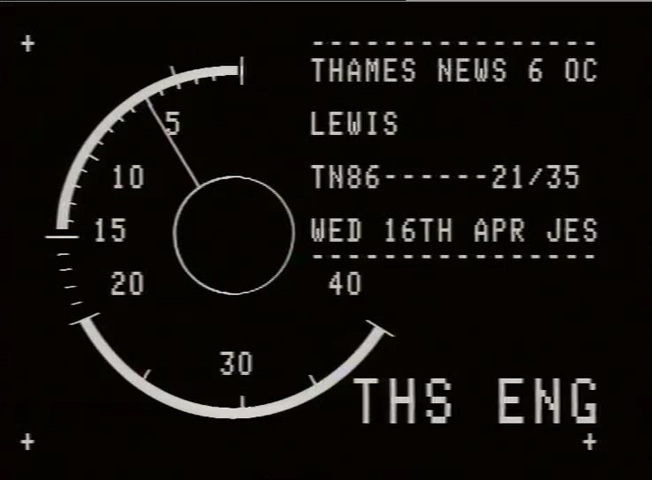 THAMES NEWS 6 OC
LEWIS
TN86------21/35
WED 16TH APR JES
5
10
15
20
30
40
THS ENG